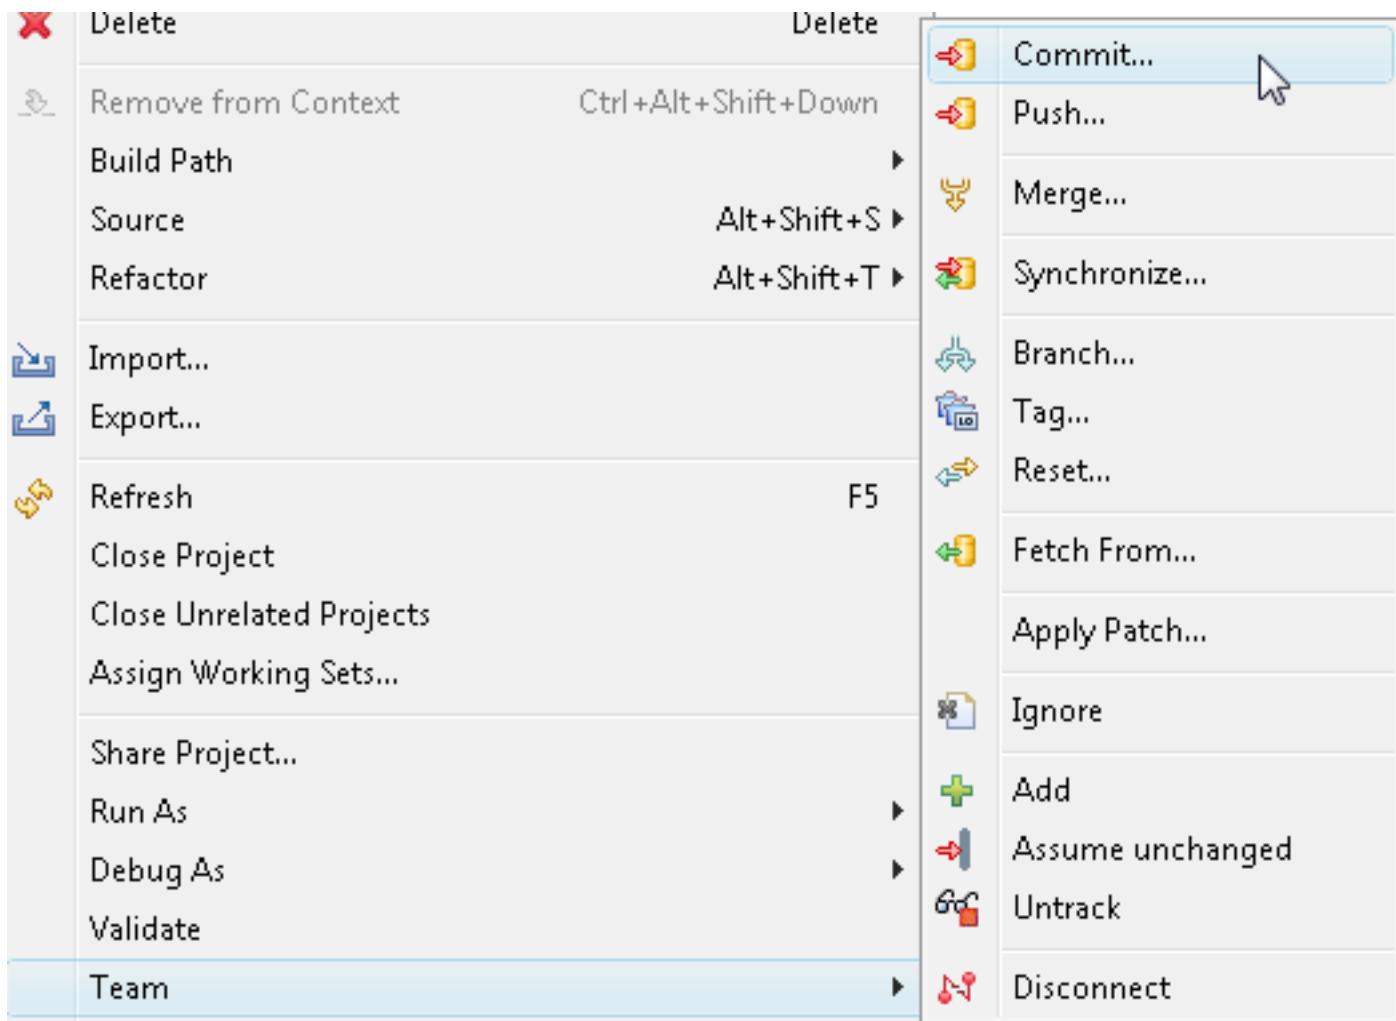 Delete Delete
Remove from Context Ctrl+Alt+Shift+Down
Build Path
Source Alt+Shift+S
Refactor Alt+Shift+T
Import...
Export...
Refresh F5
Close Project
Close Unrelated Projects
Assign Working Sets...
Share Project...
Run As
Debug As
Validate
Team
Commit...
Push...
Merge...
Synchronize...
Branch...
Tag...
Reset...
Fetch From...
Apply Patch...
Ignore
Add
Assume unchanged
Untrack
Disconnect